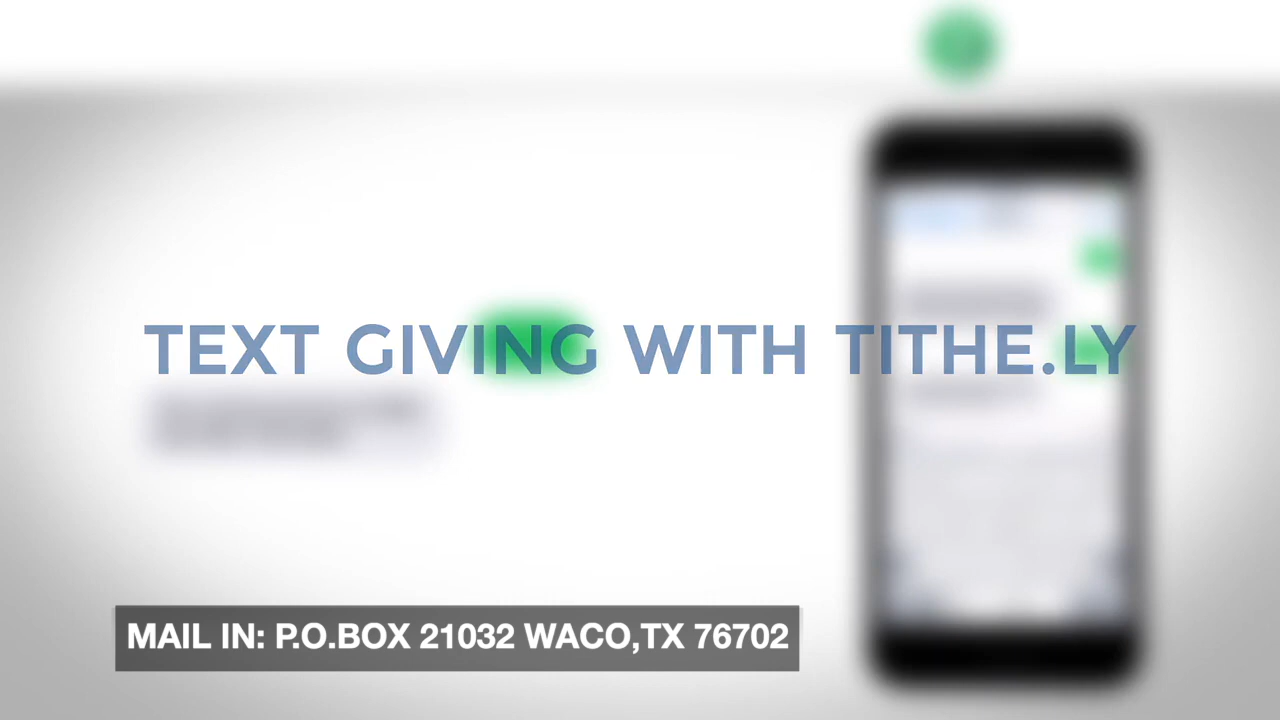 TEXT GIVING WITH TITHE.LY
MAIL IN: P.O.BOX 21032 WACO,TX 76702